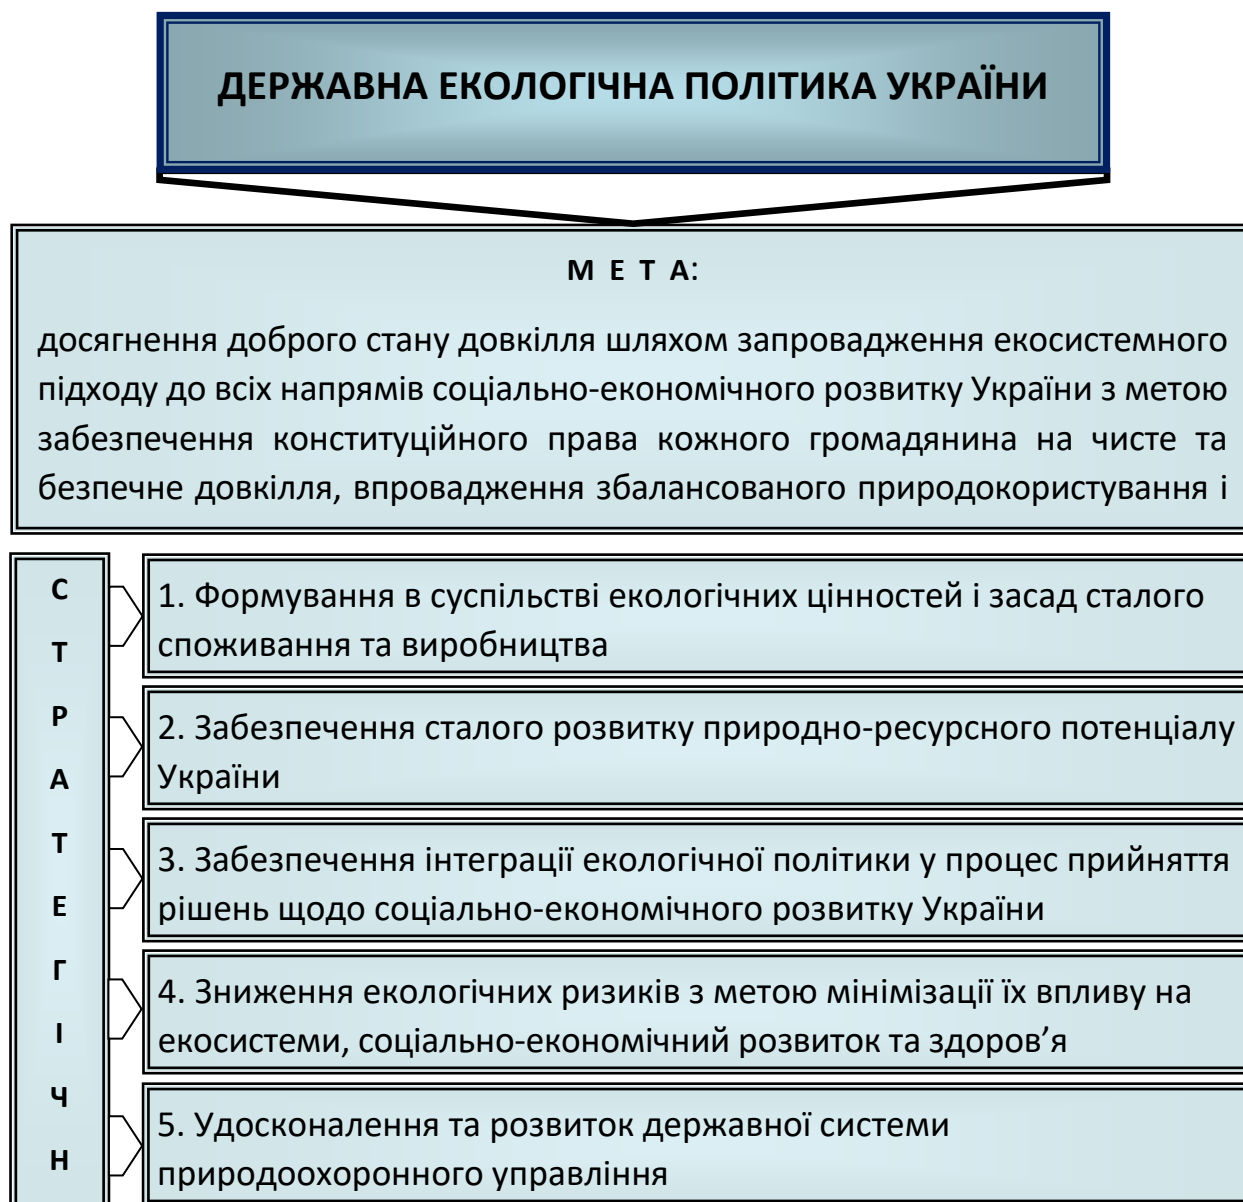 ДЕРЖАВНА ЕКОЛОГІЧНА ПОЛІТИКА УКРАЇНИ
М Е Т А:
досягнення доброго стану довкілля шляхом запровадження екосистемного
підходу до всіх напрямів соціально-економічного розвитку України з метою
забезпечення конституційного права кожного громадянина на чисте та
безпечне довкілля, впровадження збалансованого природокористування і
С
Т
Р
А
Т
Е
Г
І
Ч
Н
1. Формування в суспільстві екологічних цінностей і засад сталого
споживання та виробництва
2. Забезпечення сталого розвитку природно-ресурсного потенціалу
України
3. Забезпечення інтеграції екологічної політики у процес прийняття
рішень щодо соціально-економічного розвитку України
4. Зниження екологічних ризиків з метою мінімізації їх впливу на
екосистеми, соціально-економічний розвиток та здоров’я
5. Удосконалення та розвиток державної системи
природоохоронного управління